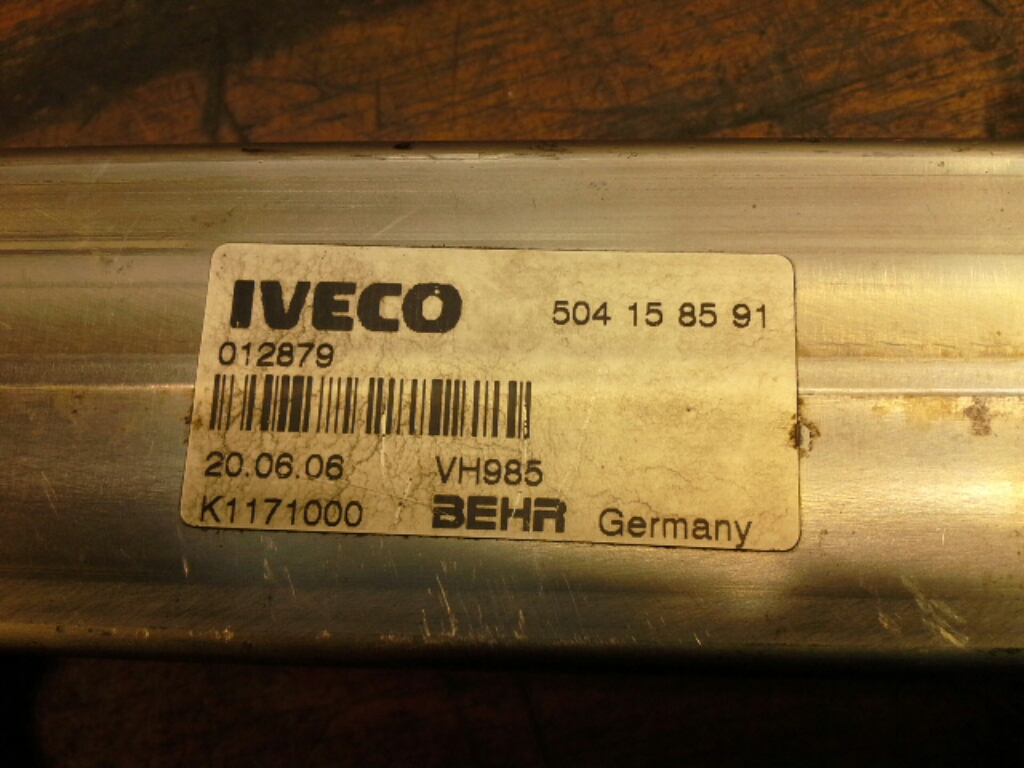 IVECO 504 15 85 91
012879
20.06.06 VH985
K1171000 BEHR Germany